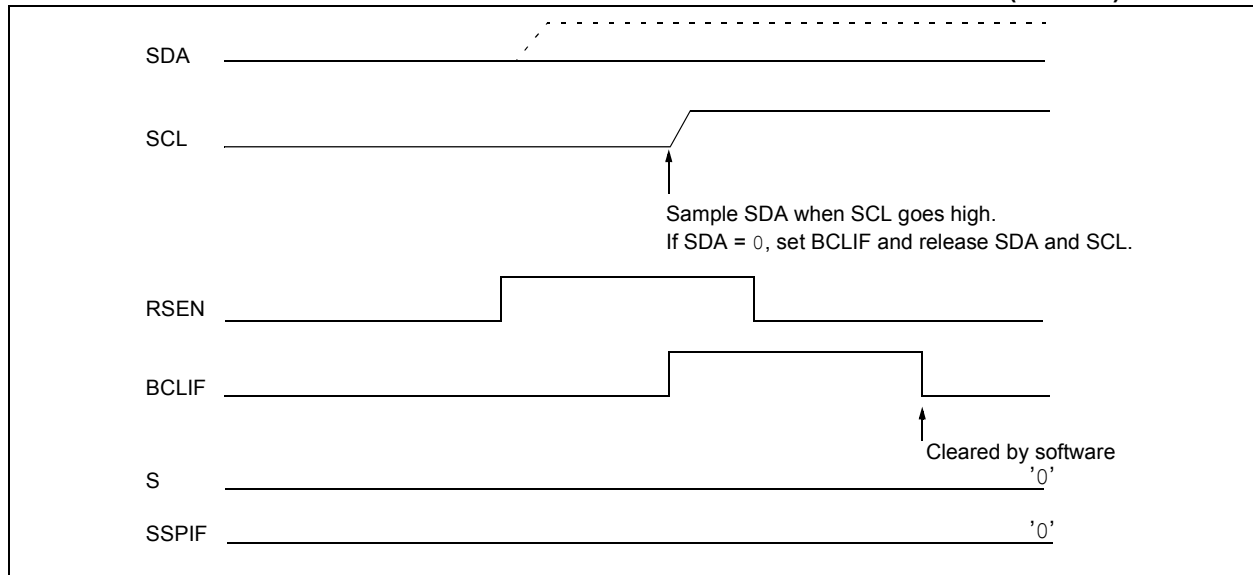 SDA
SCL
Sample SDA when SCL goes high.
If SDA = 0, set BCLIF and release SDA and SCL.
RSEN
BCLIF
Cleared by software
S
'0'
SSPIF
'0'